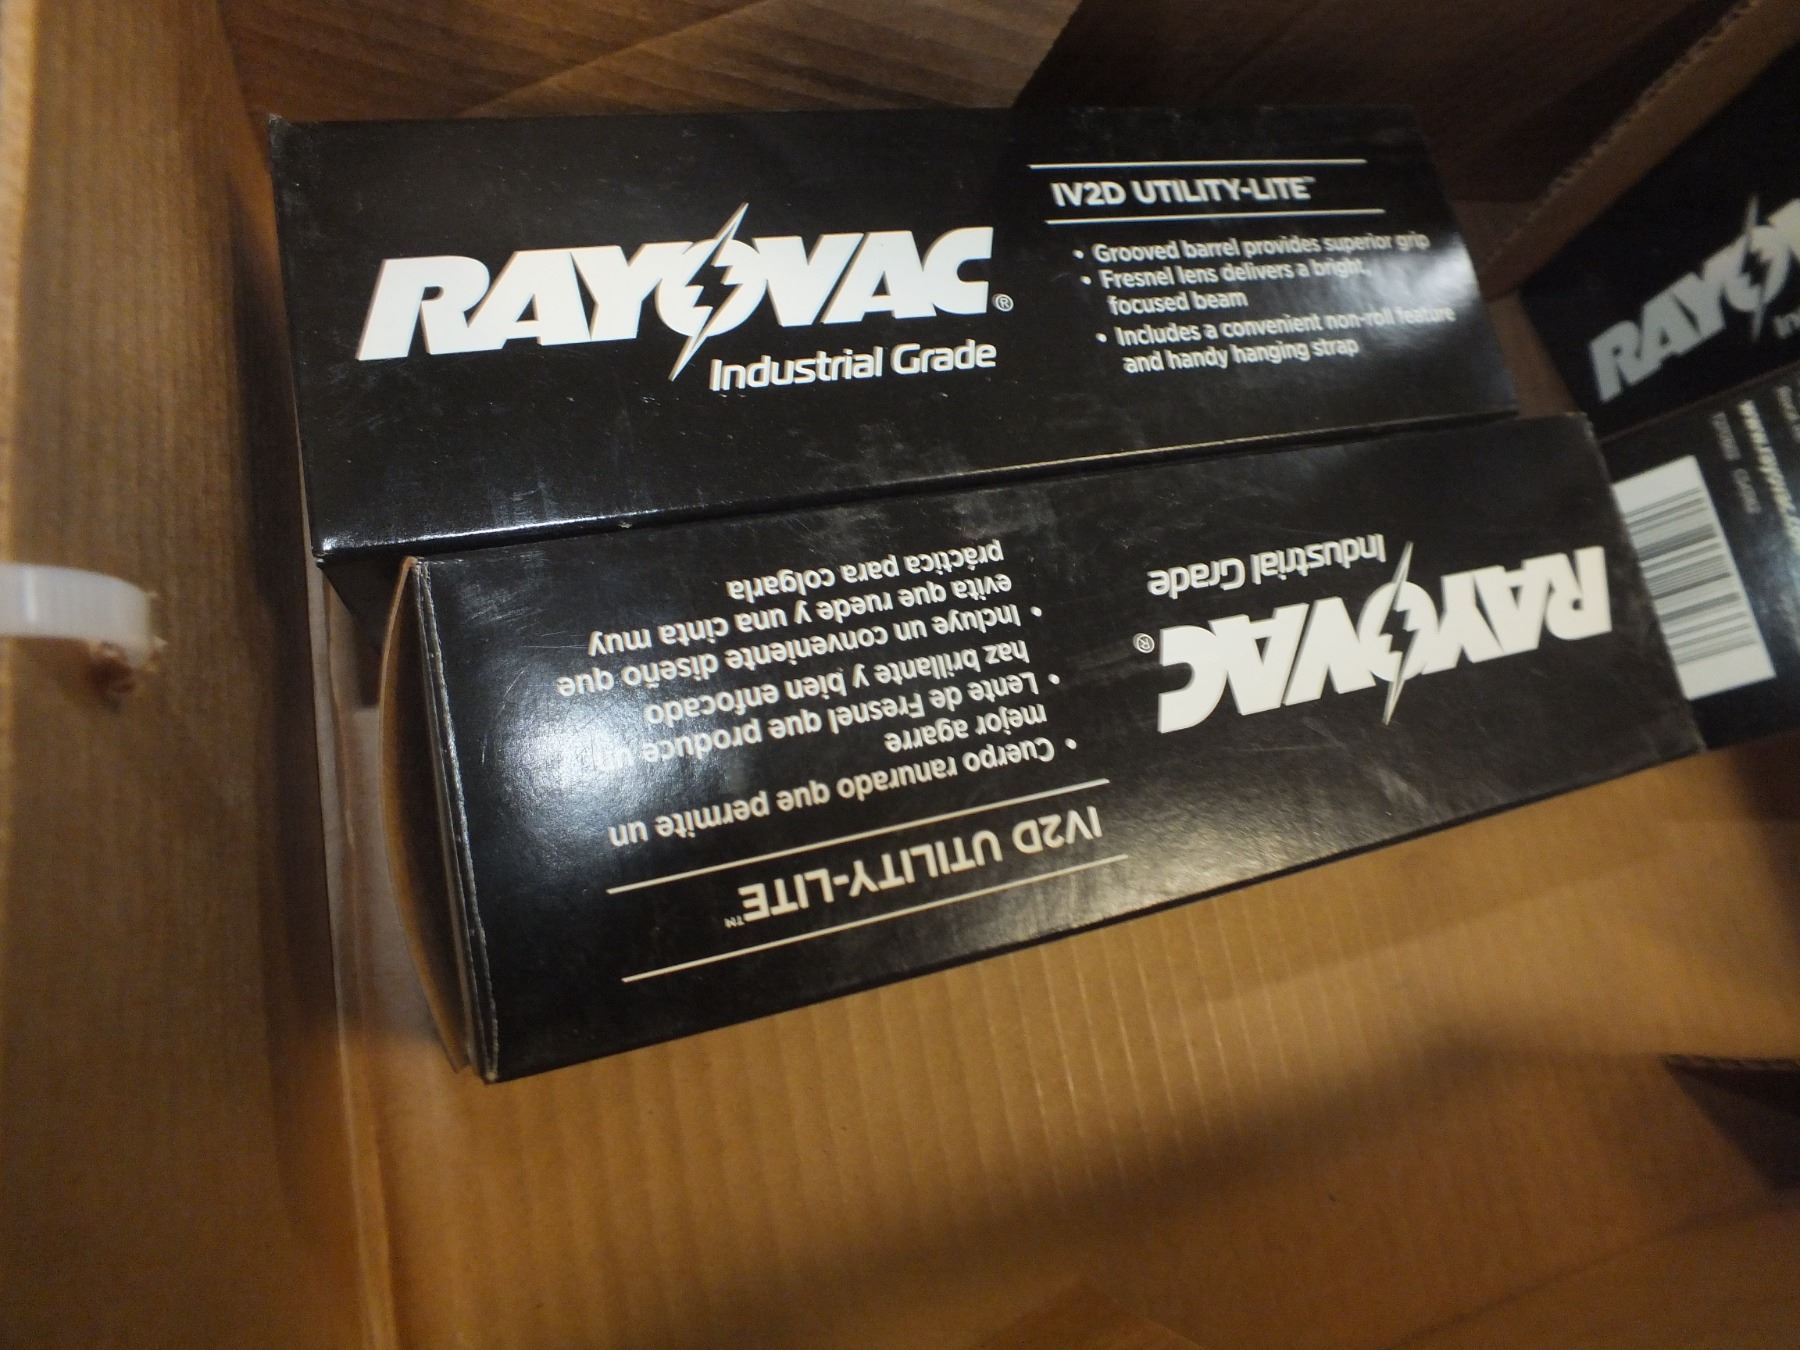 RAYOVAC®
Industrial Grade
IV2D UTILITY-LITE™
• Grooved barrel provides superior grip
• Fresnel lens delivers a bright,
focused beam
• Includes a convenient non-roll feature
and handy hanging strap
RAYOVAC®
Industrial Grade
IV2D UTILITY-LITE™
• Cuerpo ranurado que permite un
mejor agarre
• Lente de Fresnel que produce un
haz brillante y bien enfocado
• Incluye un conveniente diseño que
evita que ruede y una cinta muy
práctica para colgarla
RAYOV
In